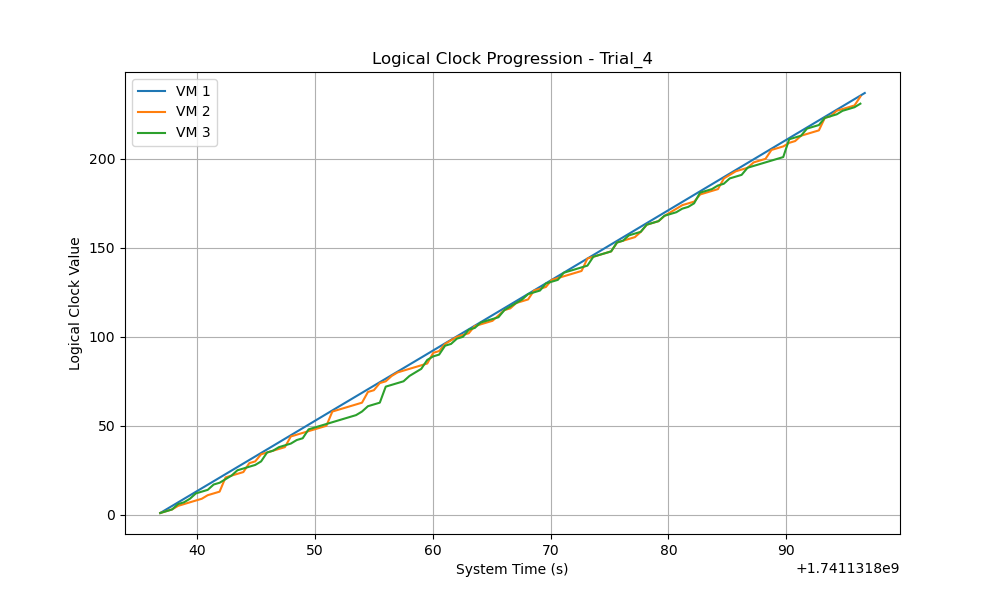 Logical Clock Progression - Trial_4
VM 1
VM 2
VM 3
Logical Clock Value
200
150
100
50
0
40 50 60 70 80 90
System Time (s)
+1.7411318e9